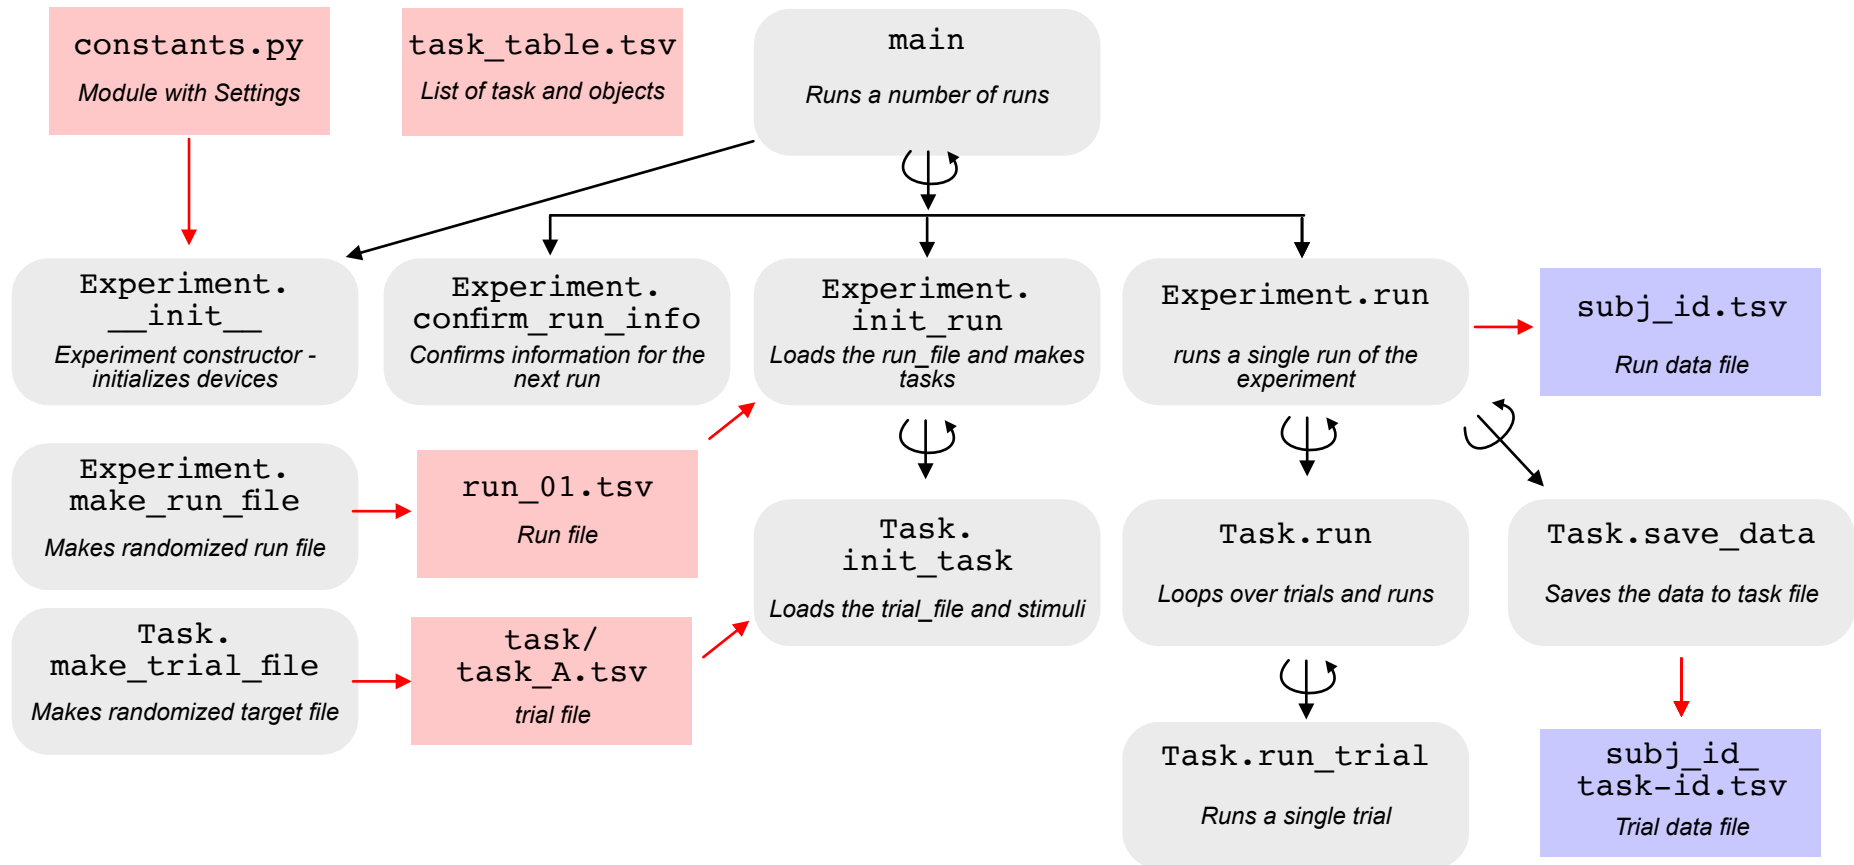 constants.py
Module with Settings
task_table.tsv
List of task and objects
main
Runs a number of runs
Experiment.
__init__
Experiment constructor -
initializes devices
Experiment.
confirm_run_info
Confirms information for the
next run
Experiment.
init_run
Loads the run_file and makes
tasks
Experiment.run
runs a single run of the
experiment
subj_id.tsv
Run data file
Experiment.
make_run_file
Makes randomized run file
run_01.tsv
Run file
Task.
init_task
Loads the trial_file and stimuli
Task.run
Loops over trials and runs
Task.save_data
Saves the data to task file
Task.
make_trial_file
Makes randomized target file
task/
task_A.tsv
trial file
Task.run_trial
Runs a single trial
subj_id_
task-id.tsv
Trial data file